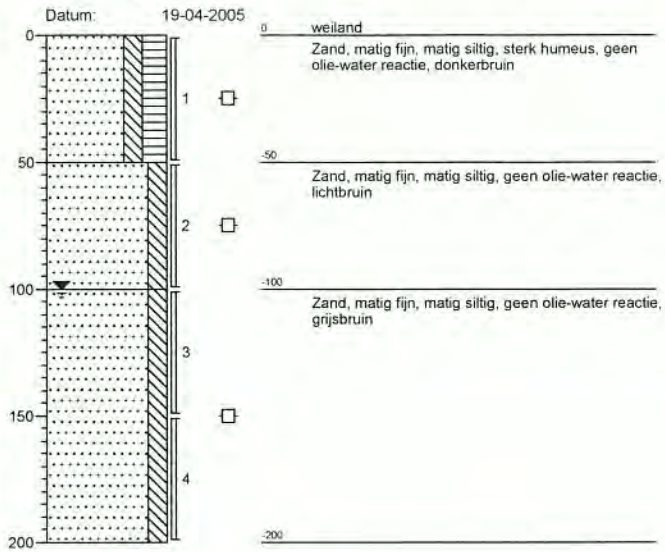 Datum: 19-04-2005
0
0 weiland
Zand, matig fijn, matig siltig, sterk humeus, geen
olie-water reactie, donkerbruin
1
50
-50
Zand, matig fijn, matig siltig, geen olie-water reactie,
lichtbruin
2
100
-100
Zand, matig fijn, matig siltig, geen olie-water reactie,
grijsbruin
3
150
4
200
-200